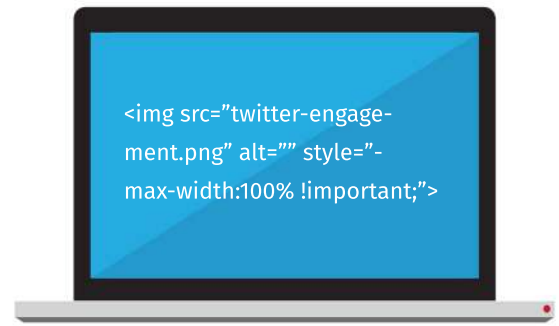 <img src=”twitter-engage-
ment.png” alt=”” style=”-
max-width:100% !important;”>